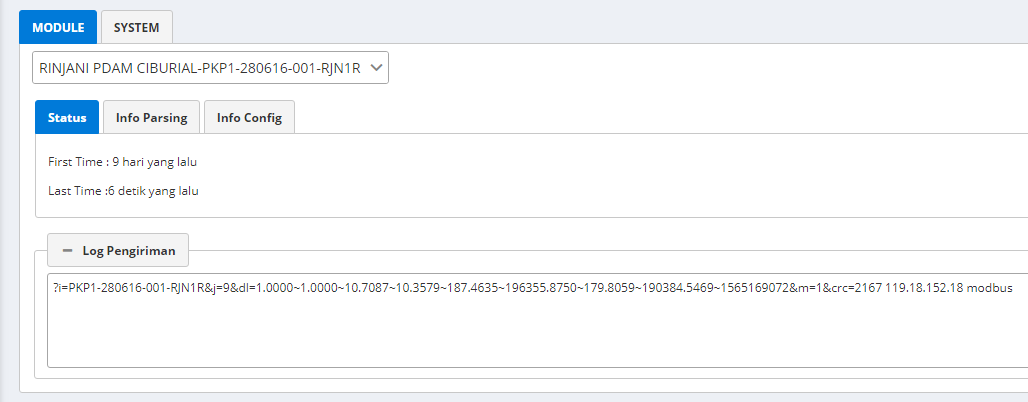 MODULE SYSTEM
RINJANI PDAM CIBURIAL-PKP1-280616-001-RJN1R
Status Info Parsing Info Config
First Time : 9 hari yang lalu
Last Time :6 detik yang lalu
Log Pengiriman
?i=PKP1-280616-001-RJN1R&j=9&dl=1.0000~1.0000~10.7087~10.3579~187.4635~196355.8750~179.8059~190384.5469~1565169072&m=1&crc=2167 119.18.152.18 modbus